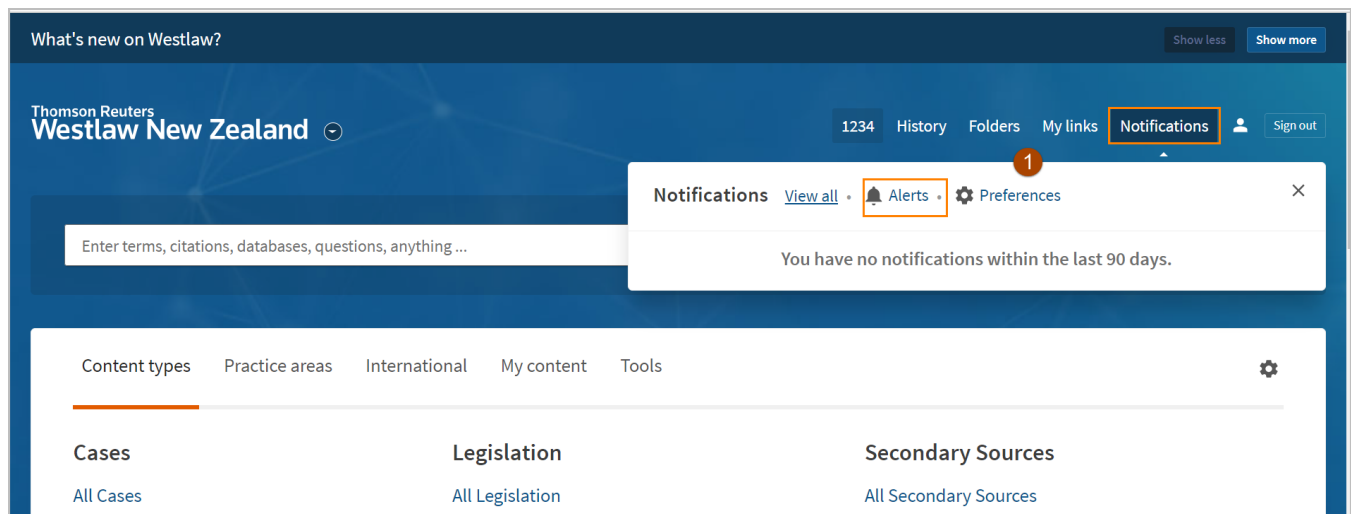 What's new on Westlaw? Show less Show more
Thomson Reuters
Westlaw New Zealand 1234 History Folders My links Notifications Sign out
1
Notifications View all • Alerts • Preferences
Enter terms, citations, databases, questions, anything ...
You have no notifications within the last 90 days.
Content types Practice areas International My content Tools
Cases Legislation Secondary Sources
All Cases All Legislation All Secondary Sources